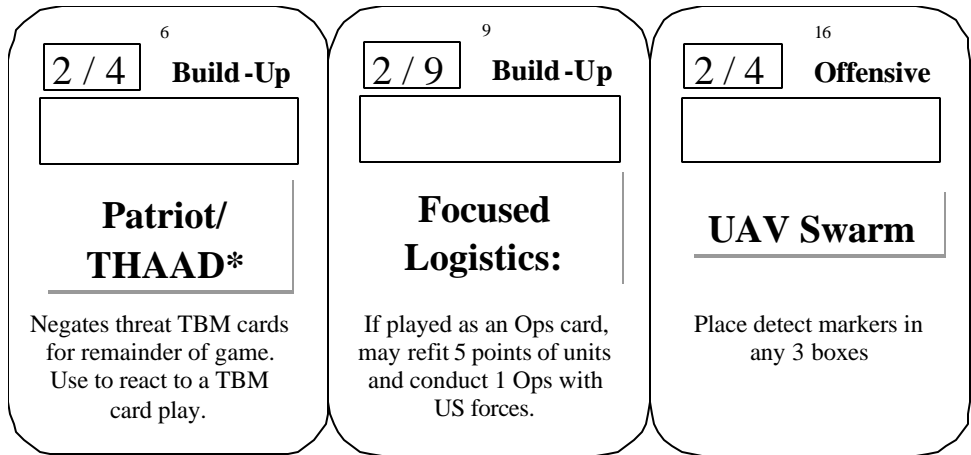 6
2 / 4 Build-Up
Patriot/
THAAD*
Negates threat TBM cards
for remainder of game.
Use to react to a TBM
card play.
9
2 / 9 Build-Up
Focused
Logistics:
If played as an Ops card,
may refit 5 points of units
and conduct 1 Ops with
US forces.
16
2 / 4 Offensive
UAV Swarm
Place detect markers in
any 3 boxes